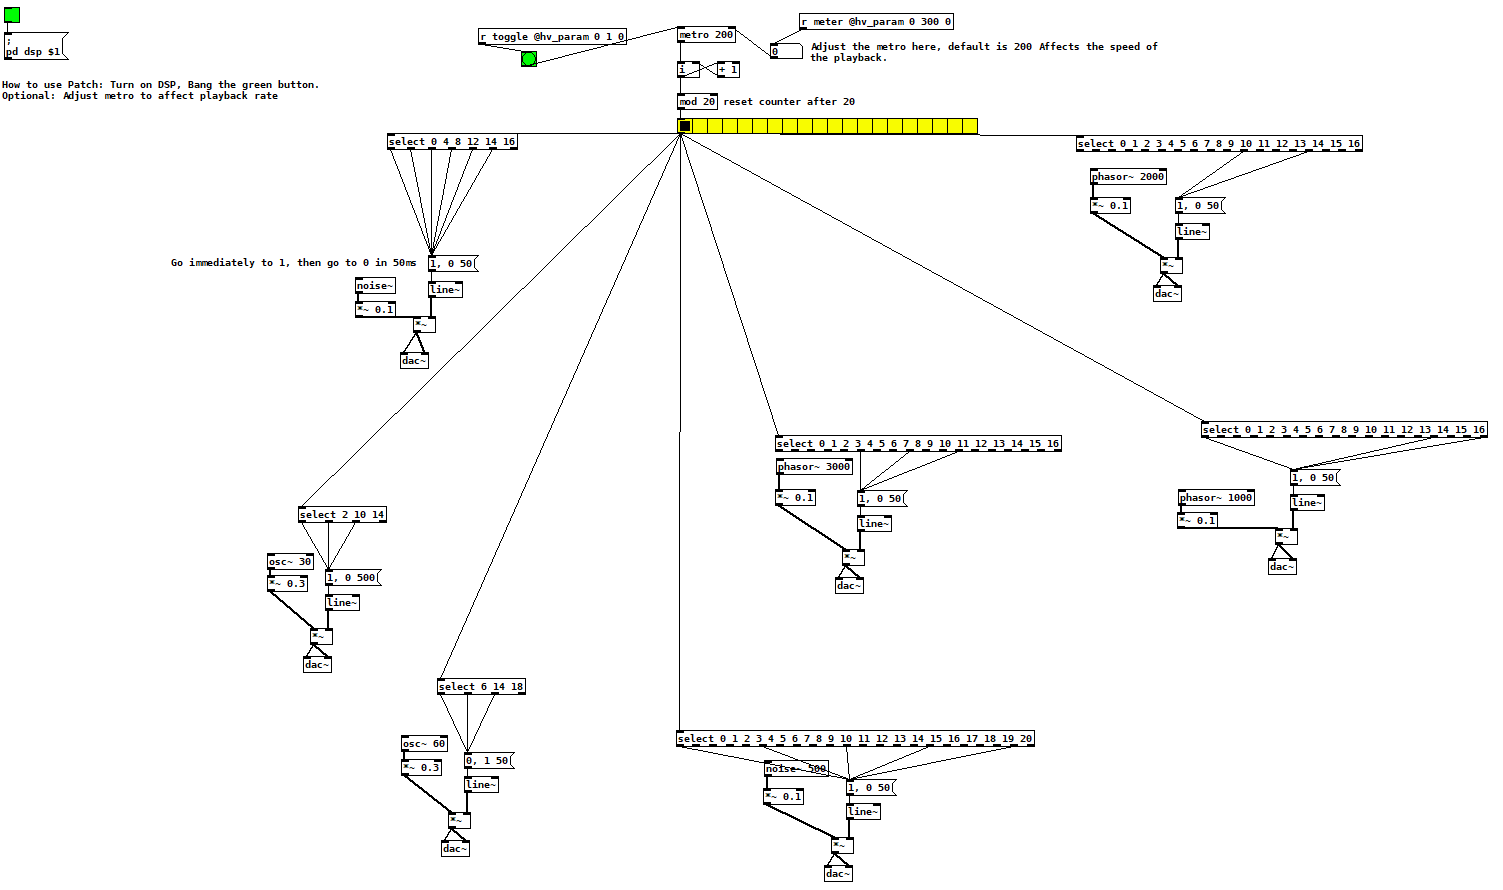 ;
pd dsp $1
How to use Patch: Turn on DSP, Bang the green button.
Optional: Adjust metro to affect playback rate
r toggle @hv_param 0 1 0
metro 200
r meter @hv_param 0 300 0
0
Adjust the metro here, default is 200 Affects the speed of
the playback.
i
+ 1
mod 20
reset counter after 20
select 0 4 8 12 14 16
Go immediately to 1, then go to 0 in 50ms
1, 0 50
noise~
line~
*~ 0.1
*~
dac~
select 0 1 2 3 4 5 6 7 8 9 10 11 12 13 14 15 16
phasor~ 2000
*~ 0.1
1, 0 50
line~
*~
dac~
select 0 1 2 3 4 5 6 7 8 9 10 11 12 13 14 15 16
phasor~ 3000
*~ 0.1
1, 0 50
line~
*~
dac~
select 0 1 2 3 4 5 6 7 8 9 10 11 12 13 14 15 16
1, 0 50
phasor~ 1000
line~
*~ 0.1
*~
dac~
select 2 10 14
osc~ 30
1, 0 500
*~ 0.3
line~
*~
dac~
select 6 14 18
osc~ 60
0, 1 50
*~ 0.3
line~
*~
dac~
select 0 1 2 3 4 5 6 7 8 9 10 11 12 13 14 15 16 17 18 19 20
noise~ 500
1, 0 50
*~ 0.1
line~
*~
dac~